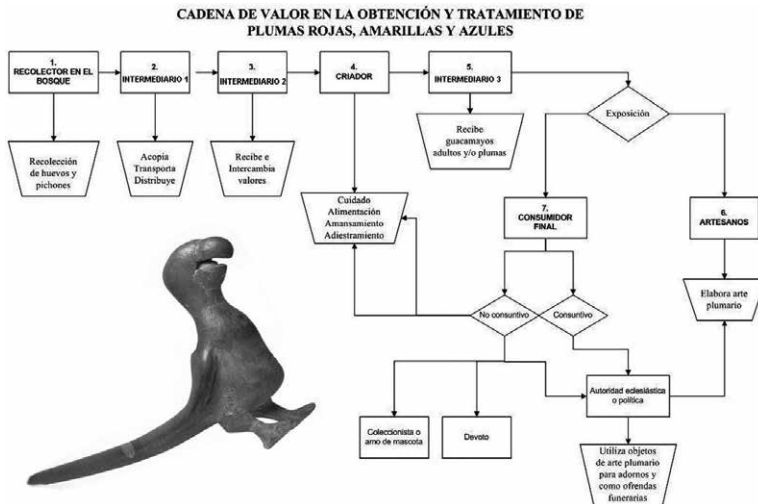 CADENA DE VALOR EN LA OBTENCIÓN Y TRATAMIENTO DE
PLUMAS ROJAS, AMARILLAS Y AZULES
1.
RECOLECTOR EN EL
BOSQUE
2.
INTERMEDIARIO 1
3.
INTERMEDIARIO 2
4.
CRIADOR
5.
INTERMEDIARIO 3
Exposición
Recolección
de huevos y
pichones
Acopia
Transporta
Distribuye
Recibe e
Intercambia
valores
Recibe
guacamayos
adultos y/o plumas
Cuidado
Alimentación
Amansamiento
Adiestramiento
7.
CONSUMIDOR
FINAL
6.
ARTESANOS
Elabora arte
plumario
No consuntivo
Consuntivo
Coleccionista o
amo de mascota
Devoto
Autoridad eclesiástica
o política
Utiliza objetos
de arte plumario
para adornos y
como ofrendas
funerarias